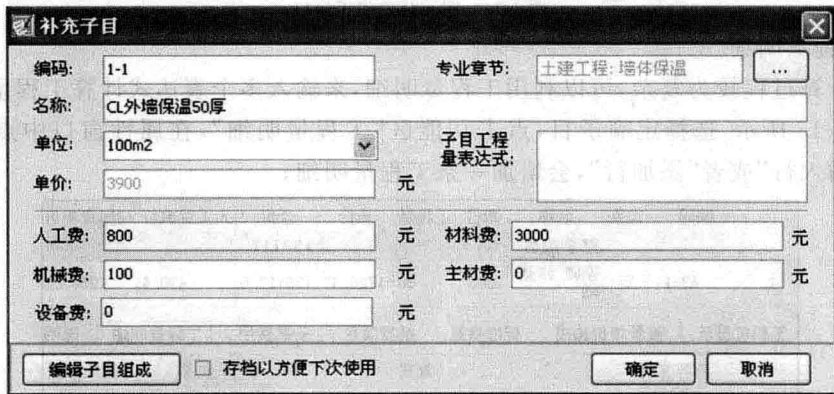 补充子目
编码: 1-1 专业章节: 土建工程: 墙体保温 ...
名称: CL外墙保温50厚
单位: 100m2 子目工程量表达式:
单价: 3900 元
人工费: 800 元 材料费: 3000 元
机械费: 100 元 主材费: 0 元
设备费: 0 元
编辑子目组成 存档以方便下次使用 确定 取消